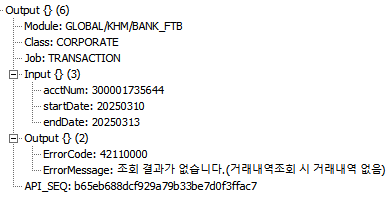 Output {} (6)
Module: GLOBAL/KHM/BANK_FTB
Class: CORPORATE
Job: TRANSACTION
Input {} (3)
acctNum: 300001735644
startDate: 20250310
endDate: 20250313
Output {} (2)
ErrorCode: 42110000
ErrorMessage: 조회 결과가 없습니다.(거래내역조회 시 거래내역 없음)
API_SEQ: b65eb688dcf929a79b33be7d0f3ffac7